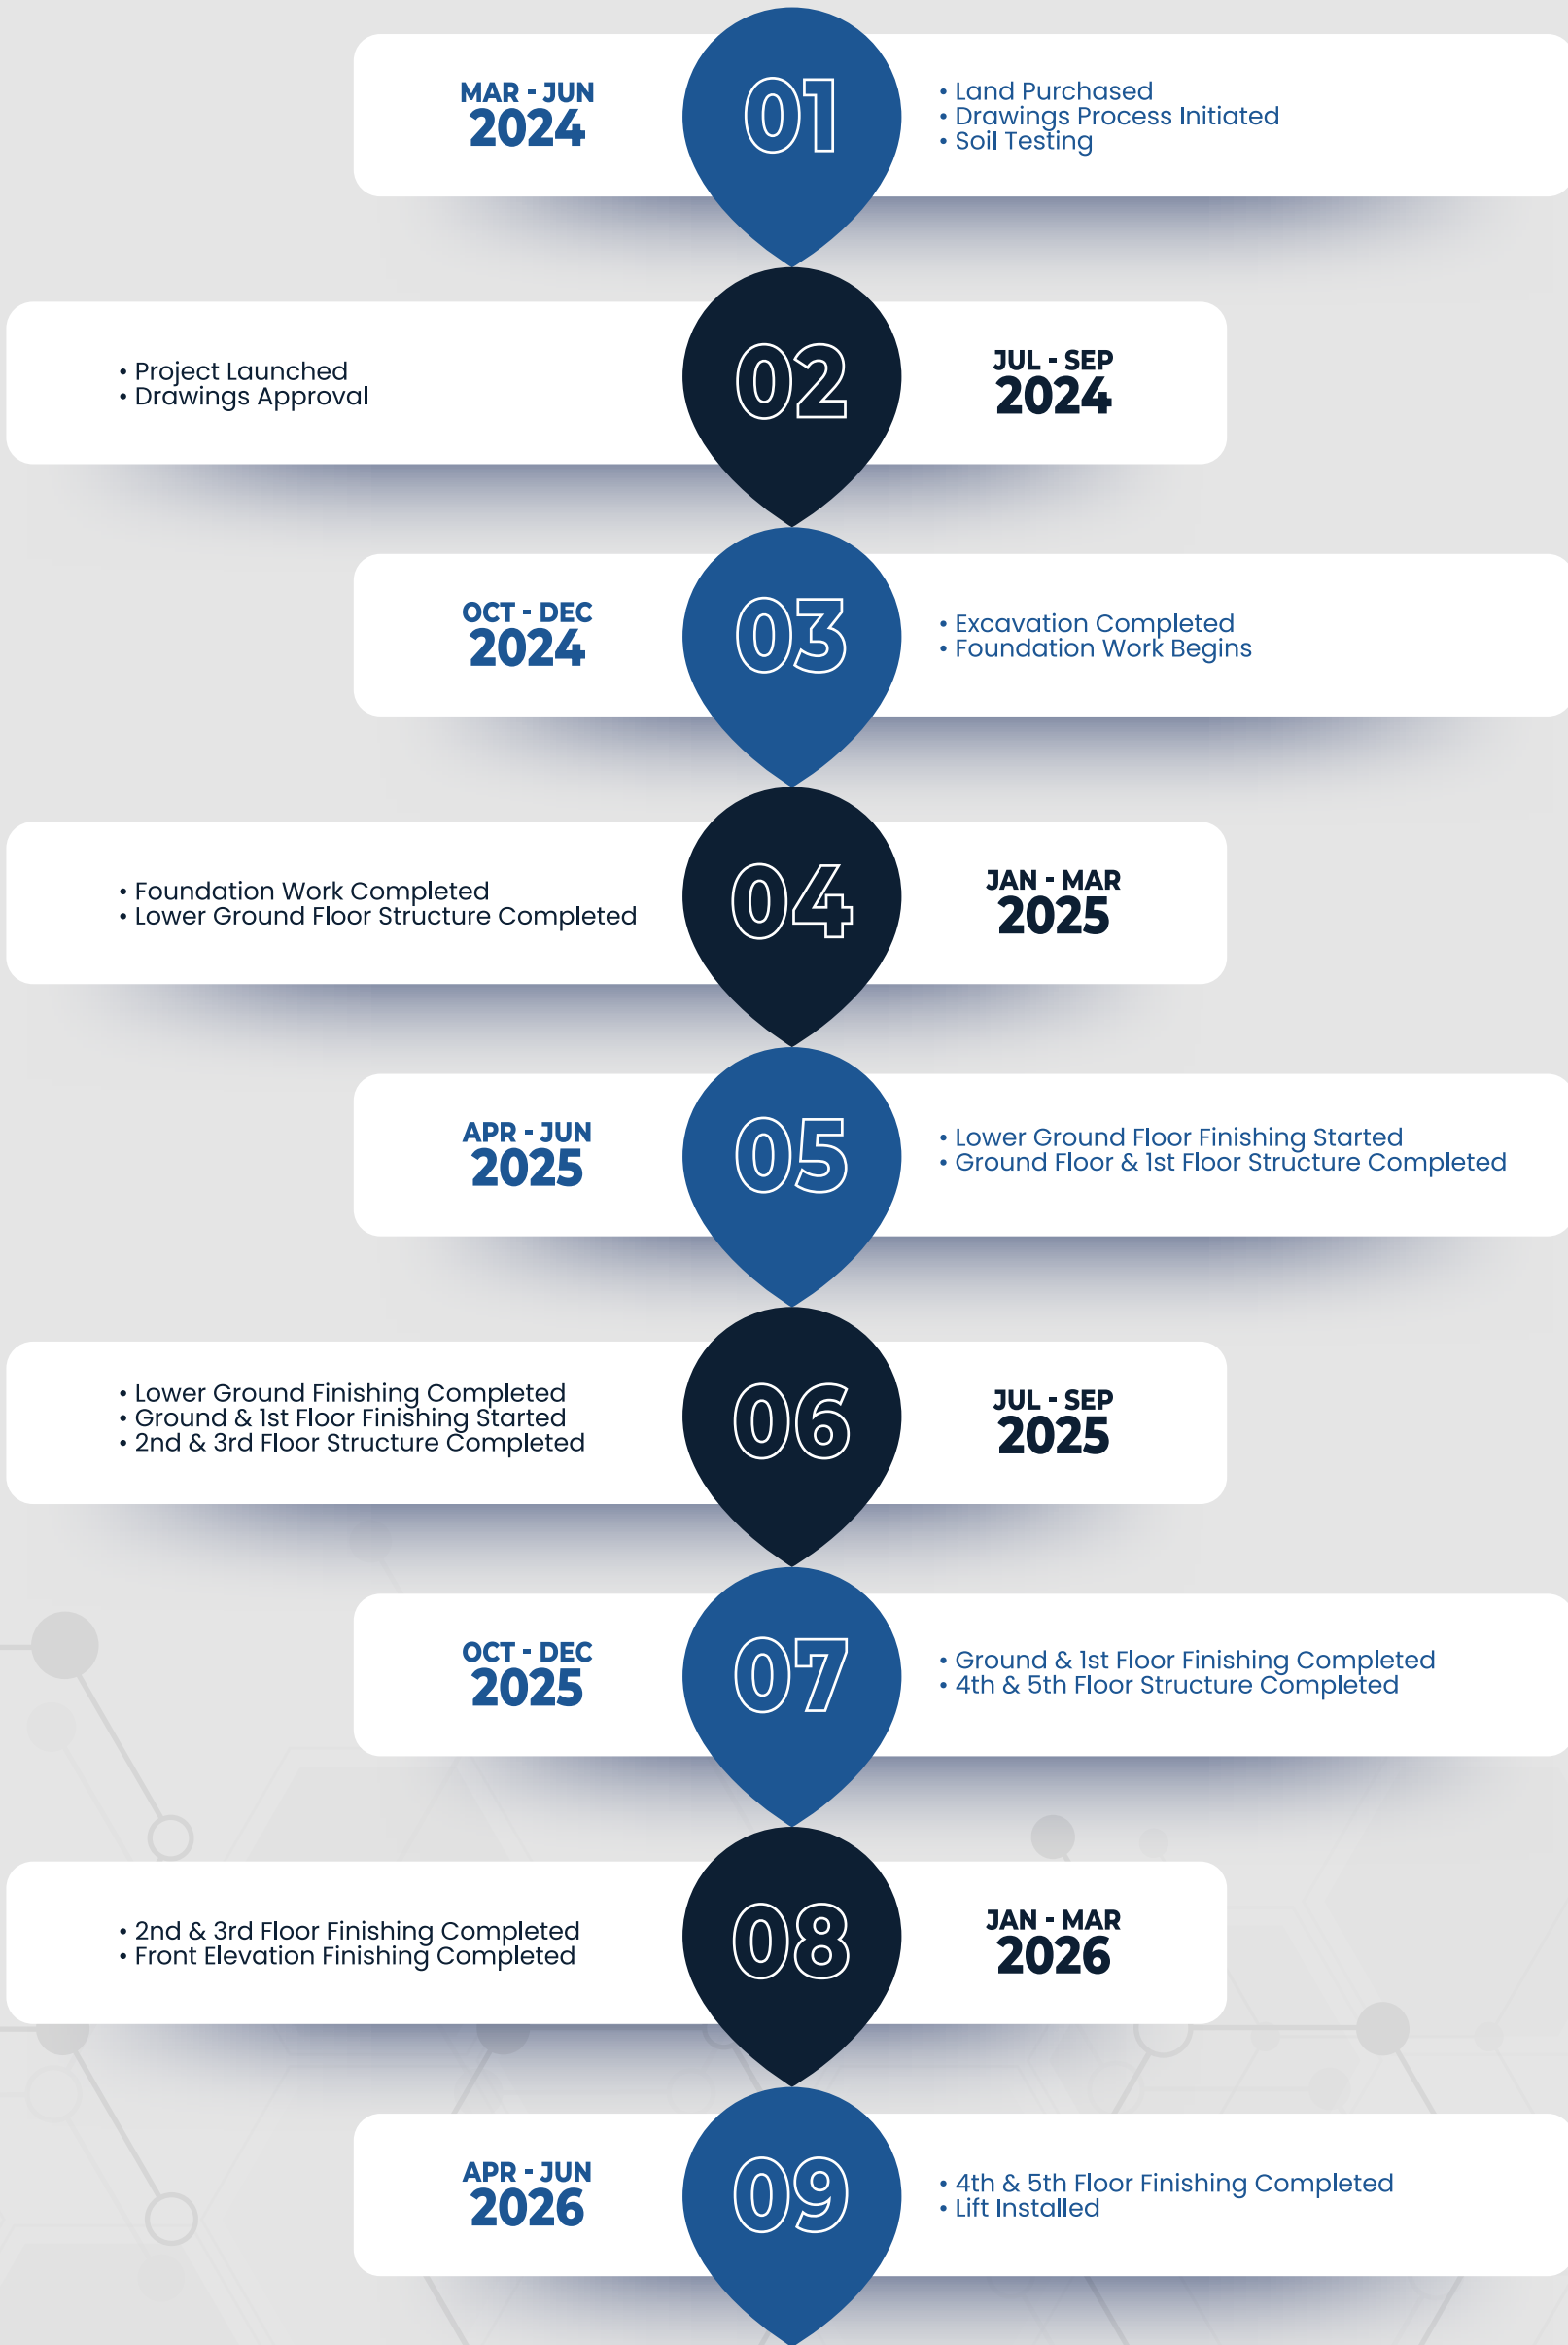 MAR - JUN
2024
01
• Land Purchased
• Drawings Process Initiated
• Soil Testing
• Project Launched
• Drawings Approval
02
JUL - SEP
2024
OCT - DEC
2024
03
• Excavation Completed
• Foundation Work Begins
• Foundation Work Completed
• Lower Ground Floor Structure Completed
04
JAN - MAR
2025
APR - JUN
2025
05
• Lower Ground Floor Finishing Started
• Ground Floor & 1st Floor Structure Completed
• Lower Ground Finishing Completed
• Ground & 1st Floor Finishing Started
• 2nd & 3rd Floor Structure Completed
06
JUL - SEP
2025
OCT - DEC
2025
07
• Ground & 1st Floor Finishing Completed
• 4th & 5th Floor Structure Completed
• 2nd & 3rd Floor Finishing Completed
• Front Elevation Finishing Completed
08
JAN - MAR
2026
APR - JUN
2026
09
• 4th & 5th Floor Finishing Completed
• Lift Installed